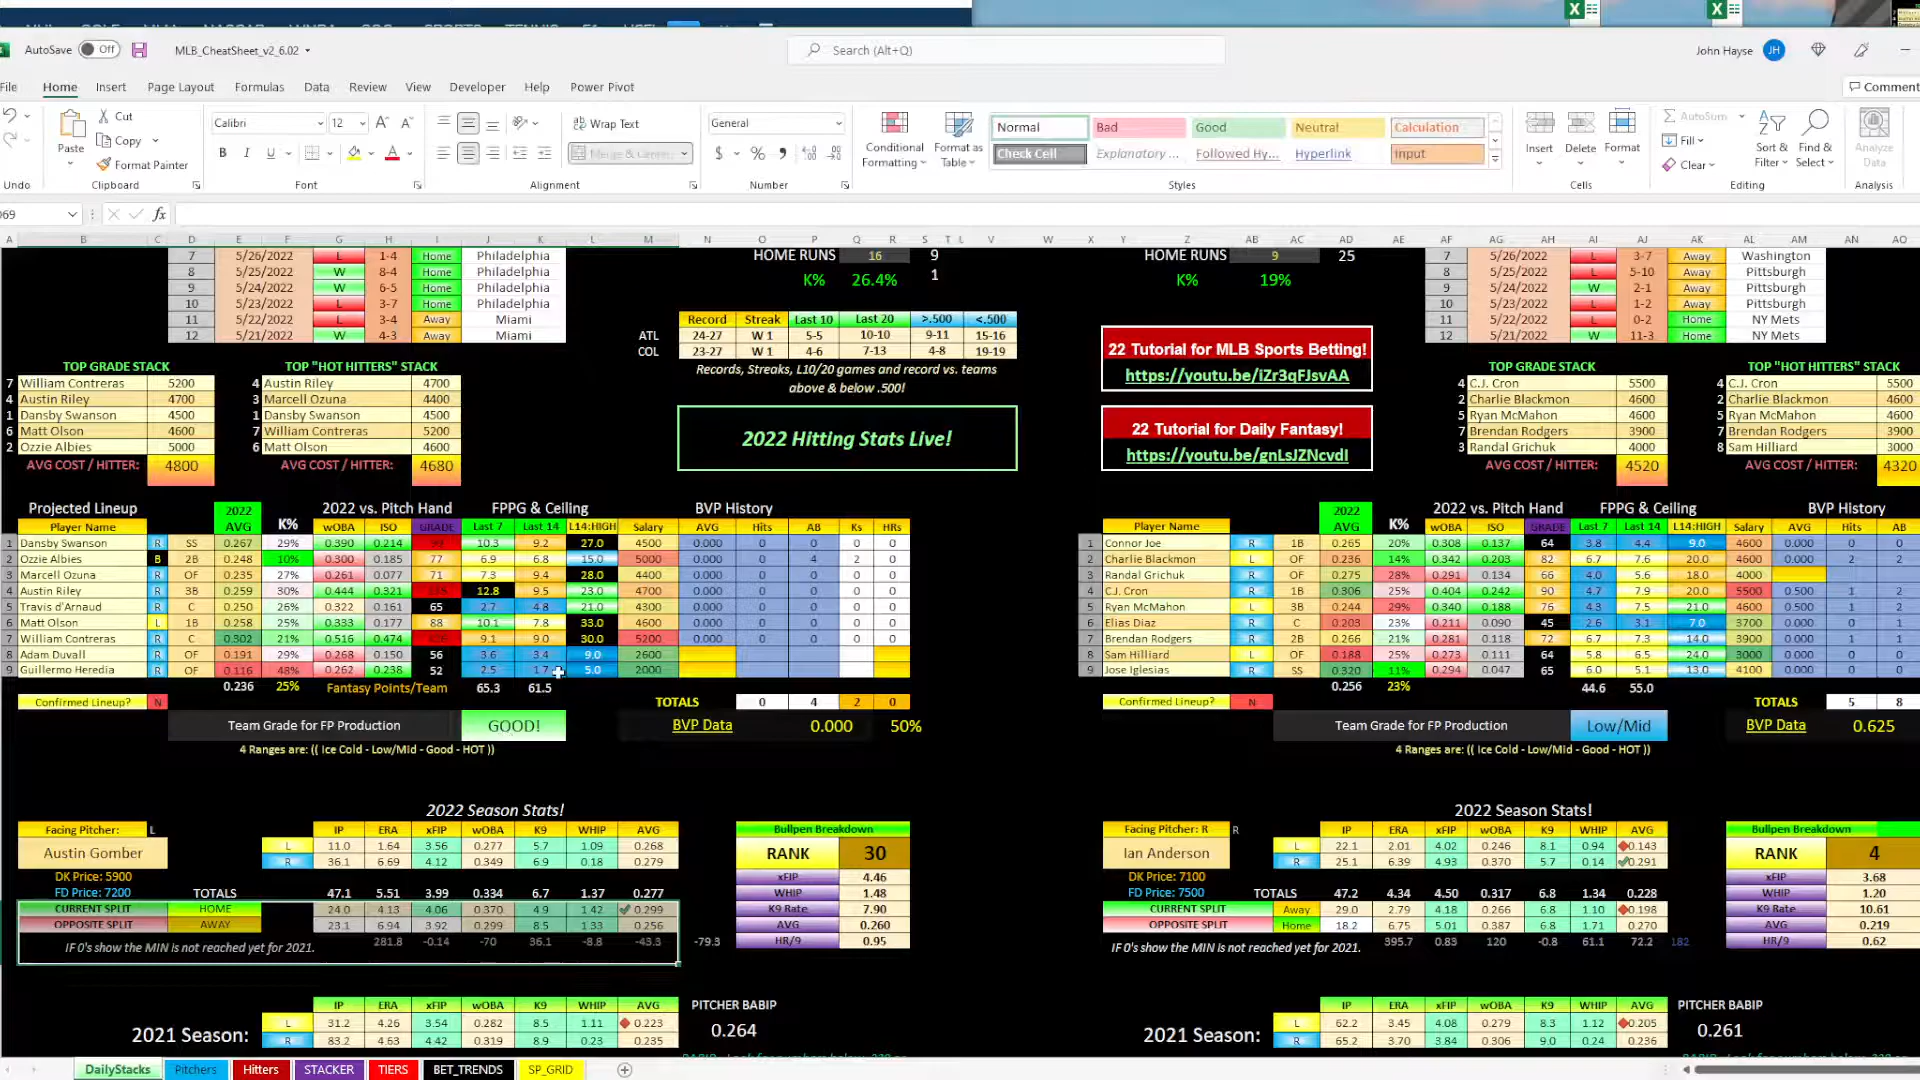 AutoSave Off MLB_CheatSheet_v2_6.02 Search (Alt+Q) John Hayse JH
File Home Insert Page Layout Formulas Data Review View Developer Help Power Pivot Comment
Paste Cut Copy Format Painter
Calibri 12 B I U
Wrap Text Merge & Center
General $ %
Conditional Formatting Format as Table
Normal Bad Good Neutral Calculation
Check Cell Explanatory ... Followed Hy... Hyperlink Input
Insert Delete Format
AutoSum Fill Clear Sort & Filter Find & Select Analyze Data
Undo Clipboard Font Alignment Number Styles Cells Editing Analysis
fx
A B C D E F G H I J K L M N O P Q R S T L V W X Y Z AB AC AD AE AF AG AH AI AJ AK AL AM AN AO
7 5/26/2022 L 1-4 Home Philadelphia
8 5/25/2022 W 8-4 Home Philadelphia
9 5/24/2022 W 6-5 Home Philadelphia
10 5/23/2022 L 3-7 Home Philadelphia
11 5/22/2022 L 3-4 Away Miami
12 5/21/2022 W 4-3 Away Miami
HOME RUNS 16 9
1
K% 26.4%
HOME RUNS 9 25
K% 19%
7 5/26/2022 L 3-7 Away Washington
8 5/25/2022 L 5-10 Away Pittsburgh
9 5/24/2022 W 2-1 Away Pittsburgh
10 5/23/2022 L 1-2 Away Pittsburgh
11 5/22/2022 L 0-2 Home NY Mets
12 5/21/2022 W 11-3 Home NY Mets
Record Streak Last 10 Last 20 >.500 <.500
ATL 24-27 W 1 5-5 10-10 9-11 15-16
COL 23-27 W 1 4-6 7-13 4-8 19-19
Records, Streaks, L10/20 games and record vs. teams
above & below .500!
2022 Hitting Stats Live!
22 Tutorial for MLB Sports Betting!
https://youtu.be/iZr3qFJsvAA
22 Tutorial for Daily Fantasy!
https://youtu.be/gnLsJZNcvdI
TOP GRADE STACK
7 William Contreras 5200
4 Austin Riley 4700
1 Dansby Swanson 4500
6 Matt Olson 4600
2 Ozzie Albies 5000
AVG COST / HITTER: 4800
TOP "HOT HITTERS" STACK
4 Austin Riley 4700
3 Marcell Ozuna 4400
1 Dansby Swanson 4500
7 William Contreras 5200
6 Matt Olson 4600
AVG COST / HITTER: 4680
TOP GRADE STACK
4 C.J. Cron 5500
2 Charlie Blackmon 4600
5 Ryan McMahon 4600
7 Brendan Rodgers 3900
3 Randal Grichuk 4000
AVG COST / HITTER: 4520
TOP "HOT HITTERS" STACK
4 C.J. Cron 5500
2 Charlie Blackmon 4600
5 Ryan McMahon 4600
7 Brendan Rodgers 3900
8 Sam Hilliard 3000
AVG COST / HITTER: 4320
Projected Lineup 2022 AVG K% 2022 vs. Pitch Hand FPPG & Ceiling BVP History
Player Name wOBA ISO GRADE Last 7 Last 14 L14:HIGH Salary AVG Hits AB Ks HRs
1 Dansby Swanson R SS 0.267 29% 0.390 0.214 10.3 9.2 27.0 4500 0.000 0 0 0 0
2 Ozzie Albies B 2B 0.248 10% 0.300 0.185 77 6.9 6.8 15.0 5000 0.000 0 4 2 0
3 Marcell Ozuna R OF 0.235 27% 0.261 0.077 71 7.3 9.4 28.0 4400 0.000 0 0 0 0
4 Austin Riley R 3B 0.259 30% 0.444 0.321 12.8 9.5 23.0 4700 0.000 0 0 0 0
5 Travis d'Arnaud R C 0.250 26% 0.322 0.161 65 2.7 4.8 21.0 4300 0.000 0 0 0 0
6 Matt Olson L 1B 0.258 25% 0.333 0.177 88 10.1 7.8 33.0 4600 0.000 0 0 0 0
7 William Contreras R C 0.302 21% 0.516 0.474 9.1 9.0 30.0 5200 0.000 0 0 0 0
8 Adam Duvall R OF 0.191 29% 0.268 0.150 56 3.6 3.4 9.0 2600
9 Guillermo Heredia R OF 0.116 48% 0.262 0.238 52 2.5 1.7 5.0 2000
0.236 25% Fantasy Points/Team 65.3 61.5
Confirmed Lineup? N TOTALS 0 4 2 0
Team Grade for FP Production GOOD! BVP Data 0.000 50%
4 Ranges are: (( Ice Cold - Low/Mid - Good - HOT ))
2022 AVG K% 2022 vs. Pitch Hand FPPG & Ceiling BVP History
Player Name wOBA ISO GRADE Last 7 Last 14 L14:HIGH Salary AVG Hits AB
1 Connor Joe R 1B 0.265 20% 0.308 0.137 64 3.8 4.4 9.0 4600 0.000 0 0
2 Charlie Blackmon L OF 0.236 14% 0.342 0.203 82 6.7 7.6 20.0 4600 0.000 2 2
3 Randal Grichuk R OF 0.275 28% 0.291 0.134 66 4.0 5.6 18.0 4000
4 C.J. Cron R 1B 0.306 25% 0.404 0.242 90 4.7 7.9 20.0 5500 0.500 1 2
5 Ryan McMahon L 3B 0.244 29% 0.340 0.188 76 4.3 7.5 21.0 4600 0.500 1 2
6 Elias Diaz R C 0.203 23% 0.211 0.090 45 2.6 3.1 7.0 3700 0.000 0 1
7 Brendan Rodgers R 2B 0.266 21% 0.281 0.118 72 6.7 7.3 14.0 3900 0.000 1 1
8 Sam Hilliard L OF 0.188 25% 0.273 0.111 64 5.8 6.5 24.0 3000 0.000 0 0
9 Jose Iglesias R SS 0.320 11% 0.294 0.047 65 6.0 5.1 13.0 4100 0.000 0 0
0.256 23% 44.6 55.0
Confirmed Lineup? N TOTALS 5 8
Team Grade for FP Production Low/Mid BVP Data 0.625
4 Ranges are: (( Ice Cold - Low/Mid - Good - HOT ))
2022 Season Stats!
Facing Pitcher: L IP ERA xFIP wOBA K9 WHIP AVG
Austin Gomber L 11.0 1.64 3.56 0.277 5.7 1.09 0.268
R 36.1 6.69 4.12 0.349 6.9 0.18 0.279
DK Price: 5900
FD Price: 7200 TOTALS 47.1 5.51 3.99 0.334 6.7 1.37 0.277
CURRENT SPLIT HOME 24.0 4.13 4.06 0.370 4.9 1.42 0.299
OPPOSITE SPLIT AWAY 23.1 6.94 3.92 0.299 8.5 1.33 0.256
IF 0's show the MIN is not reached yet for 2021. 281.8 -0.14 -70 36.1 -8.8 -43.3 -79.3
Bullpen Breakdown
RANK 30
xFIP 4.46
WHIP 1.48
K9 Rate 7.90
AVG 0.260
HR/9 0.95
2022 Season Stats!
Facing Pitcher: R R IP ERA xFIP wOBA K9 WHIP AVG
Ian Anderson L 22.1 2.01 4.02 0.246 8.1 0.94 0.143
R 25.1 6.39 4.93 0.370 5.7 0.14 0.291
DK Price: 7100
FD Price: 7500 TOTALS 47.2 4.34 4.50 0.317 6.8 1.34 0.228
CURRENT SPLIT Away 29.0 2.79 4.18 0.266 6.8 1.10 0.198
OPPOSITE SPLIT Home 18.2 6.75 5.01 0.387 6.8 1.71 0.270
IF 0's show the MIN is not reached yet for 2021. 395.7 0.83 120 -0.8 61.1 72.2 182
Bullpen Breakdown
RANK 4
xFIP 3.68
WHIP 1.20
K9 Rate 10.61
AVG 0.219
HR/9 0.62
2021 Season: IP ERA xFIP wOBA K9 WHIP AVG
L 31.2 4.26 3.54 0.282 8.5 1.11 0.223
R 83.2 4.63 4.42 0.319 8.9 0.23 0.235
PITCHER BABIP
0.264
2021 Season: IP ERA xFIP wOBA K9 WHIP AVG
L 62.2 3.45 4.08 0.279 8.3 1.12 0.205
R 65.2 3.70 3.84 0.306 9.0 0.24 0.236
PITCHER BABIP
0.261
DailyStacks Pitchers Hitters STACKER TIERS BET_TRENDS SP_GRID